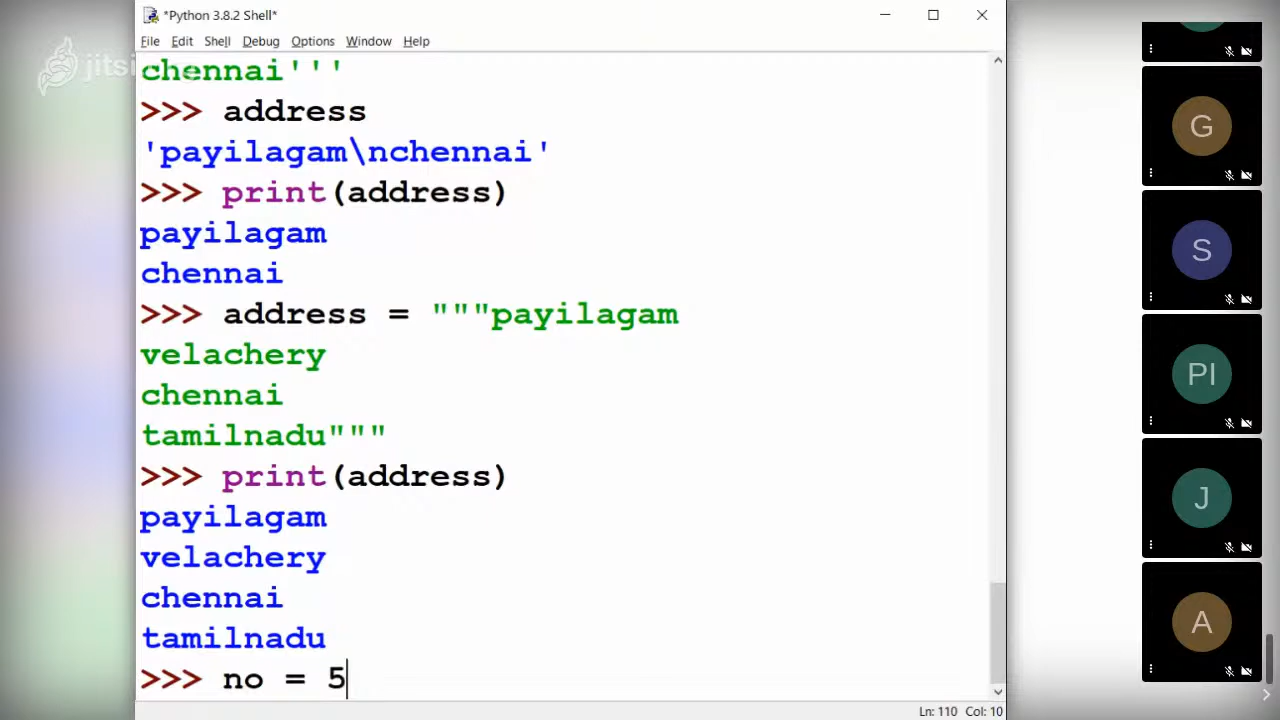 *Python 3.8.2 Shell*
File Edit Shell Debug Options Window Help
jitsi
chennai'''
>>> address
'payilagam\nchennai'
>>> print(address)
payilagam
chennai
>>> address = """payilagam
velachery
chennai
tamilnadu"""
>>> print(address)
payilagam
velachery
chennai
tamilnadu
>>> no = 5
Ln: 110 Col: 10
G
S
PI
J
A